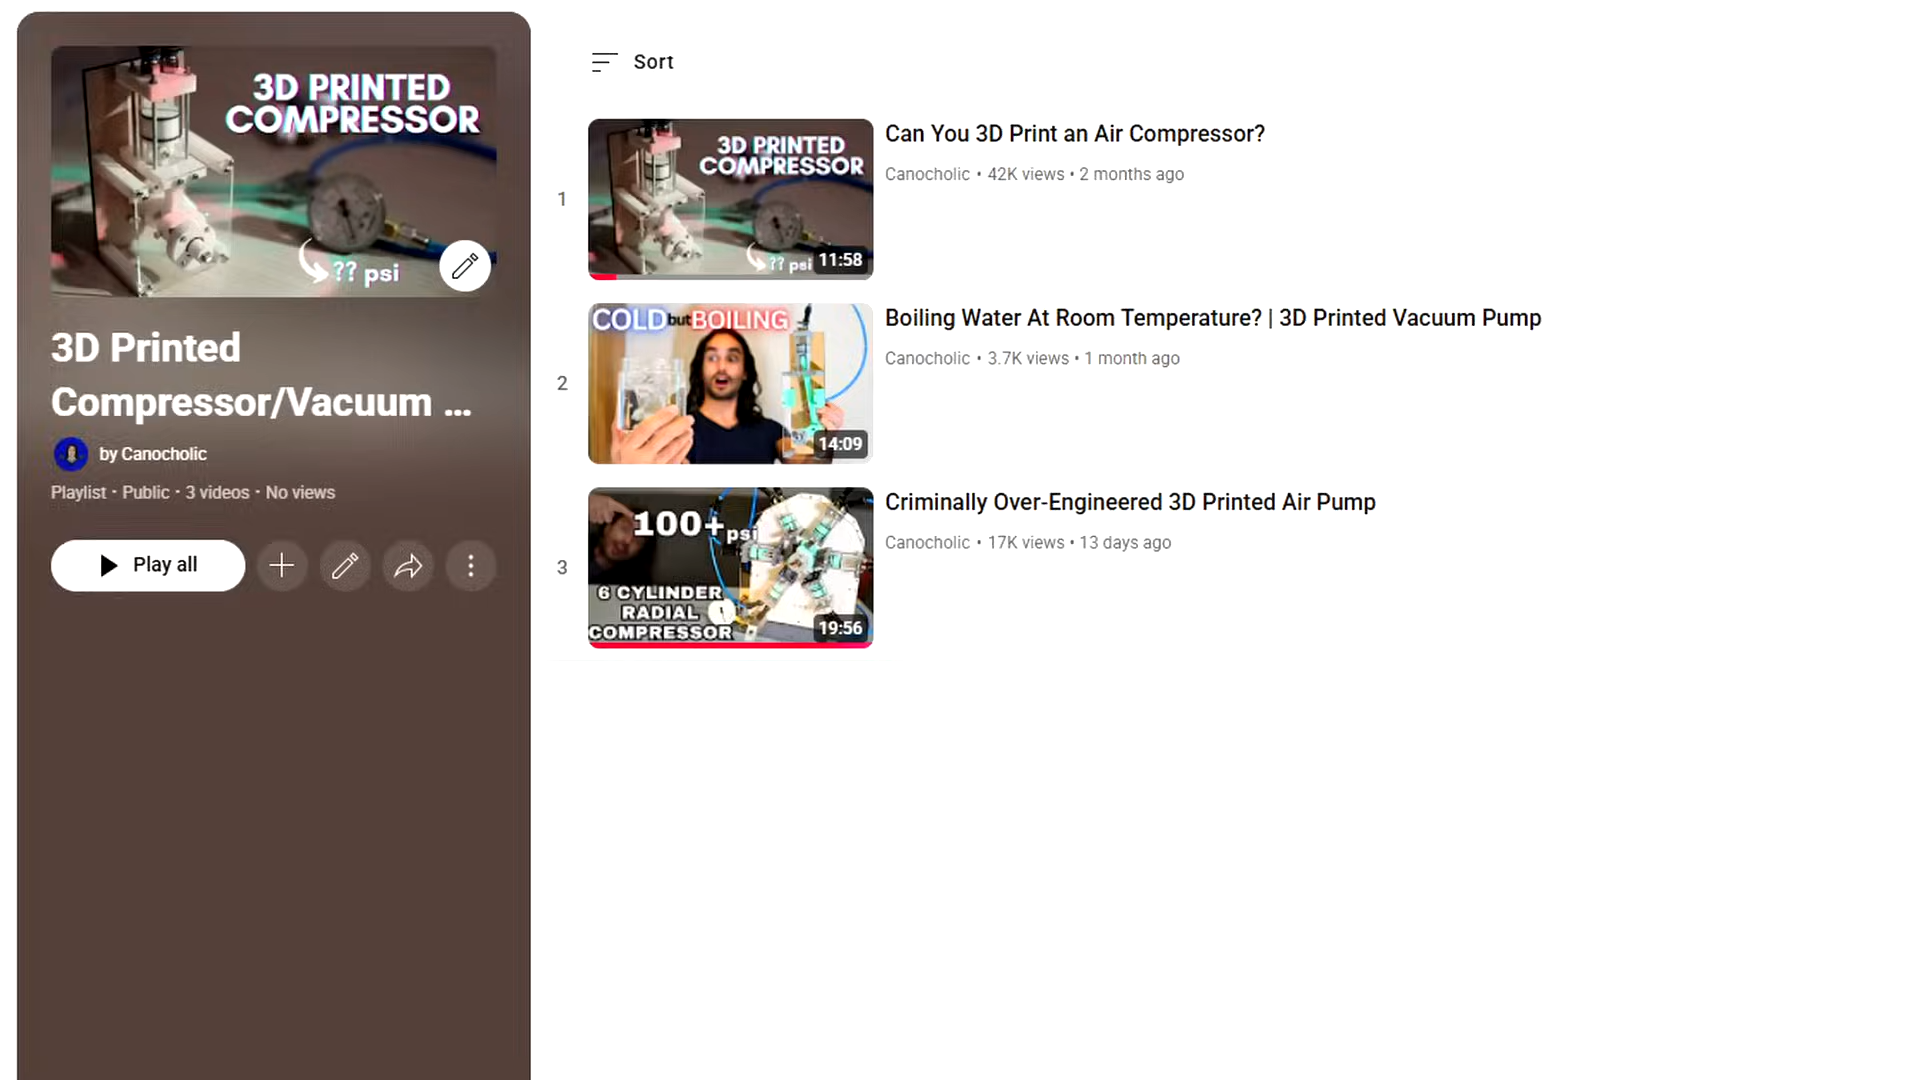 3D PRINTED
COMPRESSOR
?? psi
3D Printed
Compressor/Vacuum ...
by Canocholic
Playlist • Public • 3 videos • No views
Play all
Sort
1
3D PRINTED
COMPRESSOR
?? psi
11:58
Can You 3D Print an Air Compressor?
Canocholic • 42K views • 2 months ago
2
COLD but BOILING
14:09
Boiling Water At Room Temperature? | 3D Printed Vacuum Pump
Canocholic • 3.7K views • 1 month ago
3
100+psi
6 CYLINDER
RADIAL
COMPRESSOR
19:56
Criminally Over-Engineered 3D Printed Air Pump
Canocholic • 17K views • 13 days ago